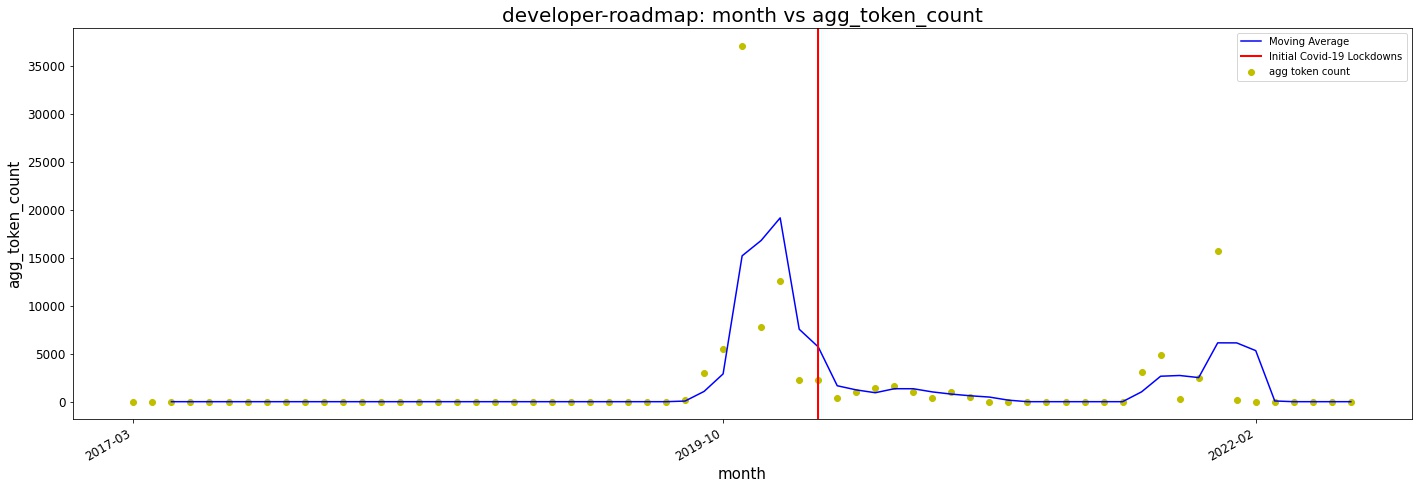 developer-roadmap: month vs agg_token_count
Moving Average
Initial Covid-19 Lockdowns
agg token count
agg_token_count
35000
30000
25000
20000
15000
10000
5000
0
2017-03
2019-10
2022-02
month